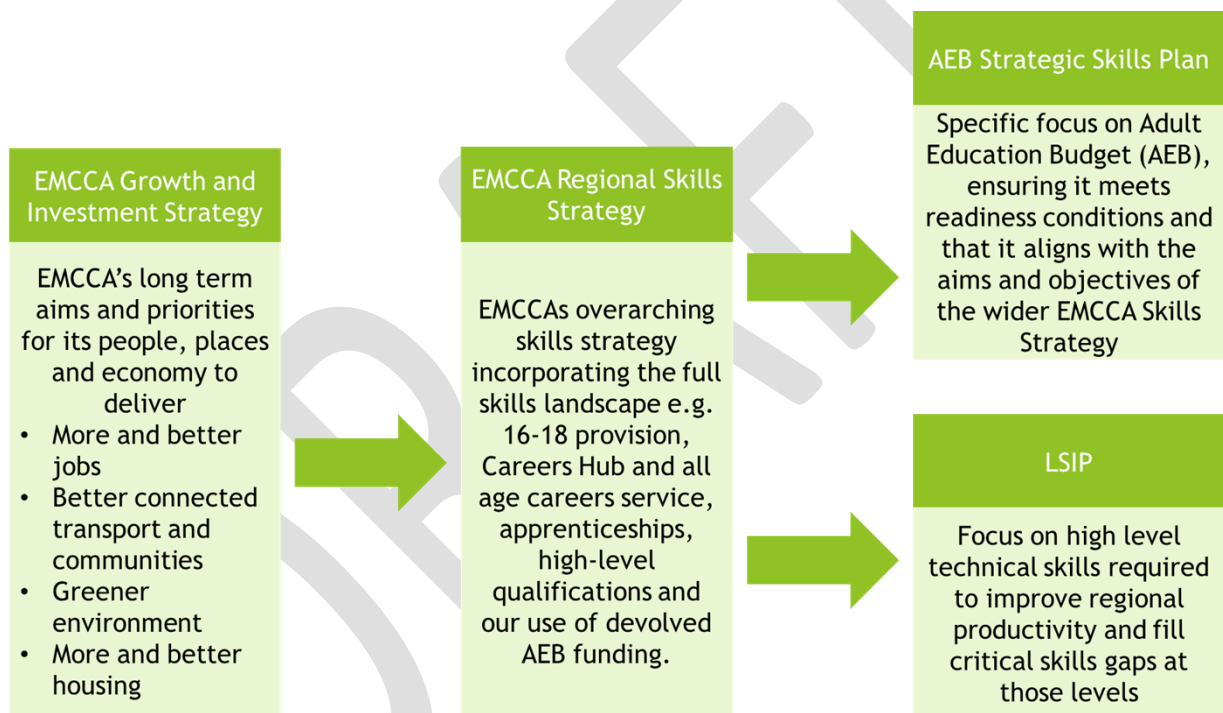 EMCCA Growth and
Investment Strategy
EMCCA's long term
aims and priorities
for its people, places
and economy to
deliver
• More and better
jobs
• Better connected
transport and
communities
• Greener
environment
• More and better
housing
EMCCA Regional Skills
Strategy
EMCCAs overarching
skills strategy
incorporating the full
skills landscape e.g.
16-18 provision,
Careers Hub and all
age careers service,
apprenticeships,
high-level
qualifications and
our use of devolved
AEB funding.
AEB Strategic Skills Plan
Specific focus on Adult
Education Budget (AEB),
ensuring it meets
readiness conditions and
that it aligns with the
aims and objectives of
the wider EMCCA Skills
Strategy
LSIP
Focus on high level
technical skills required
to improve regional
productivity and fill
critical skills gaps at
those levels